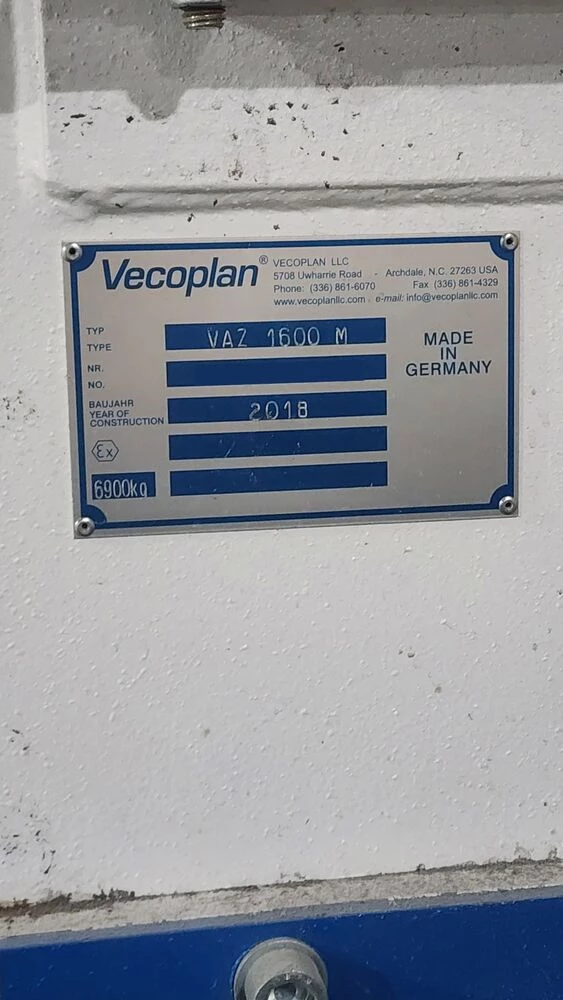 Vecoplan®
VECOPLAN LLC
5708 Uwharrie Road - Archdale, N.C. 27263 USA
Phone: (336) 861-6070 Fax (336) 861-4329
www.vecoplanllc.com e-mail: info@vecoplanllc.com
TYP
TYPE
VAZ 1600 M
NR.
NO.
BAUJAHR
YEAR OF
CONSTRUCTION
2018
Ex
6900kg
MADE
IN
GERMANY